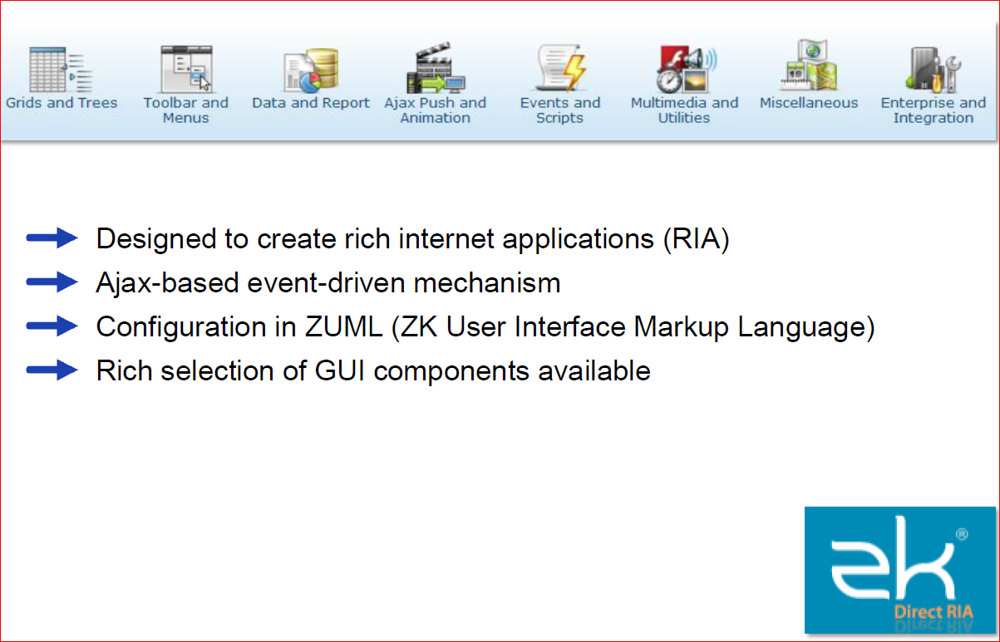 Grids and Trees
Toolbar and
Menus
Data and Report
Ajax Push and
Animation
Events and
Scripts
Multimedia and
Utilities
Miscellaneous
Enterprise and
Integration
Designed to create rich internet applications (RIA)
Ajax-based event-driven mechanism
Configuration in ZUML (ZK User Interface Markup Language)
Rich selection of GUI components available
zk®
Direct RIA